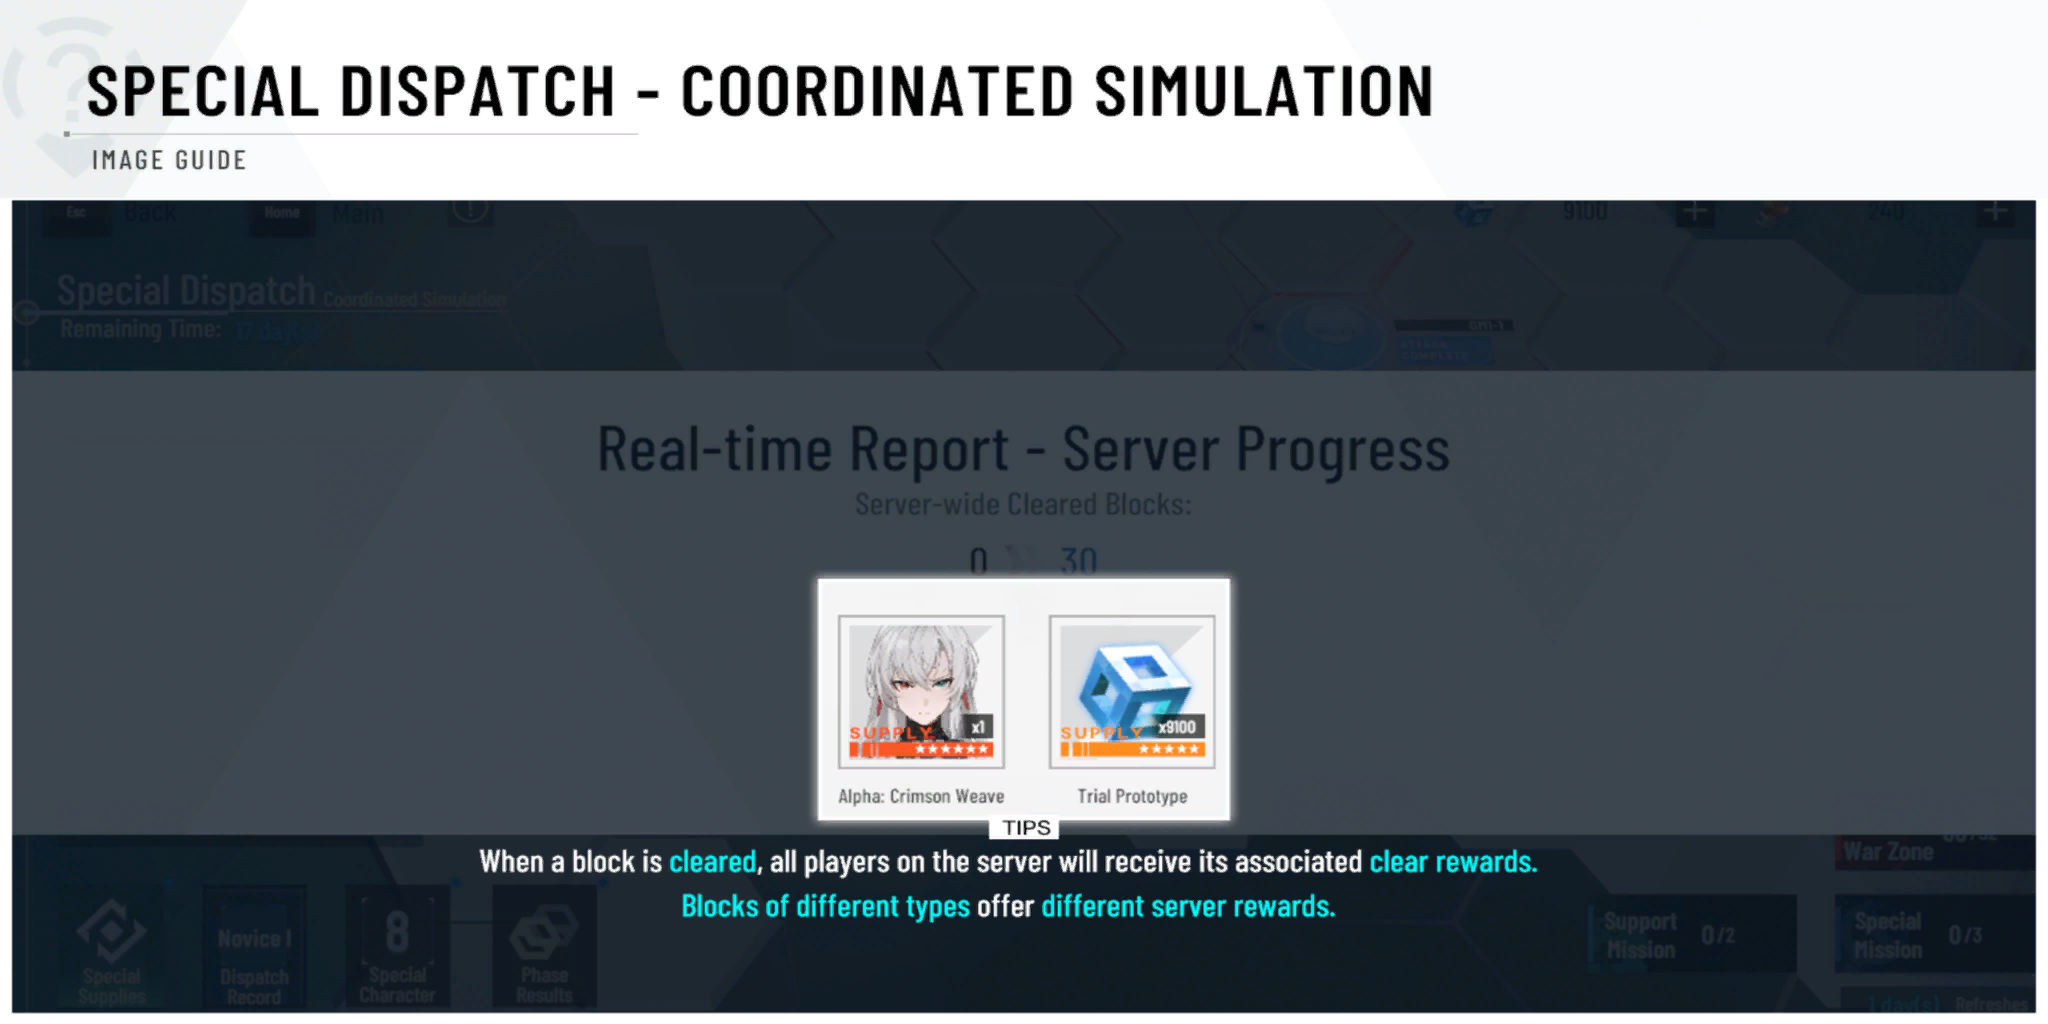 SPECIAL DISPATCH - COORDINATED SIMULATION
IMAGE GUIDE
Esc Back Home Main 9100 240
Special Dispatch Coordinated Simulation
Remaining Time: 17 day(s)
GM1-1
Real-time Report - Server Progress
Server-wide Cleared Blocks:
0 30
SUPPLY x1 SUPPLY x9100
Alpha: Crimson Weave Trial Prototype
TIPS
When a block is cleared, all players on the server will receive its associated clear rewards.
Blocks of different types offer different server rewards.
War Zone
Special Supplies
Novice I
Dispatch Record
8
Special Character
Phase Results
Support Mission 0/2
Special Mission 0/3
1 day(s) Refreshes